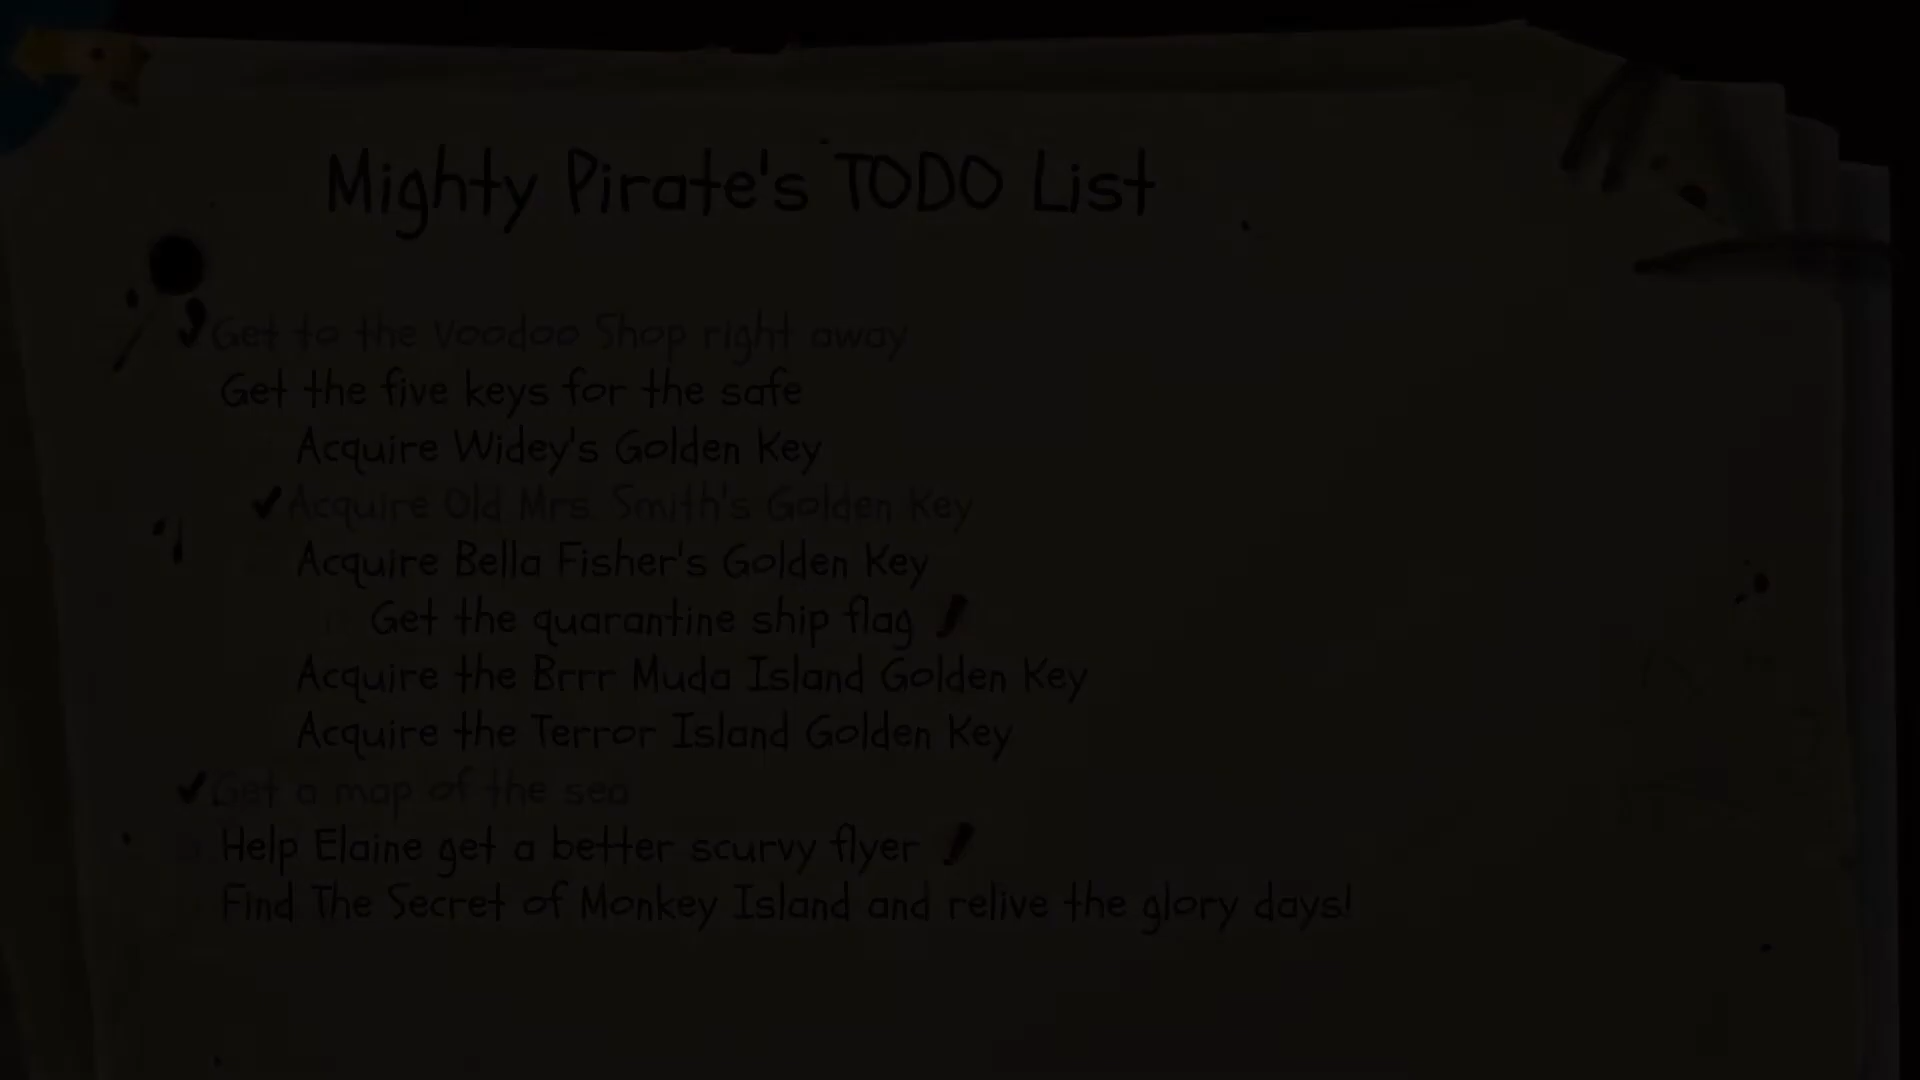 Mighty Pirate's TODO List
Get to the Voodoo Shop right away
Get the five keys for the safe
Acquire Widey's Golden Key
Acquire Old Mrs. Smith's Golden Key
Acquire Bella Fisher's Golden Key
Get the quarantine ship flag
Acquire the Brrr Muda Island Golden Key
Acquire the Terror Island Golden Key
Get a map of the sea
Help Elaine get a better scurvy flyer
Find The Secret of Monkey Island and relive the glory days!